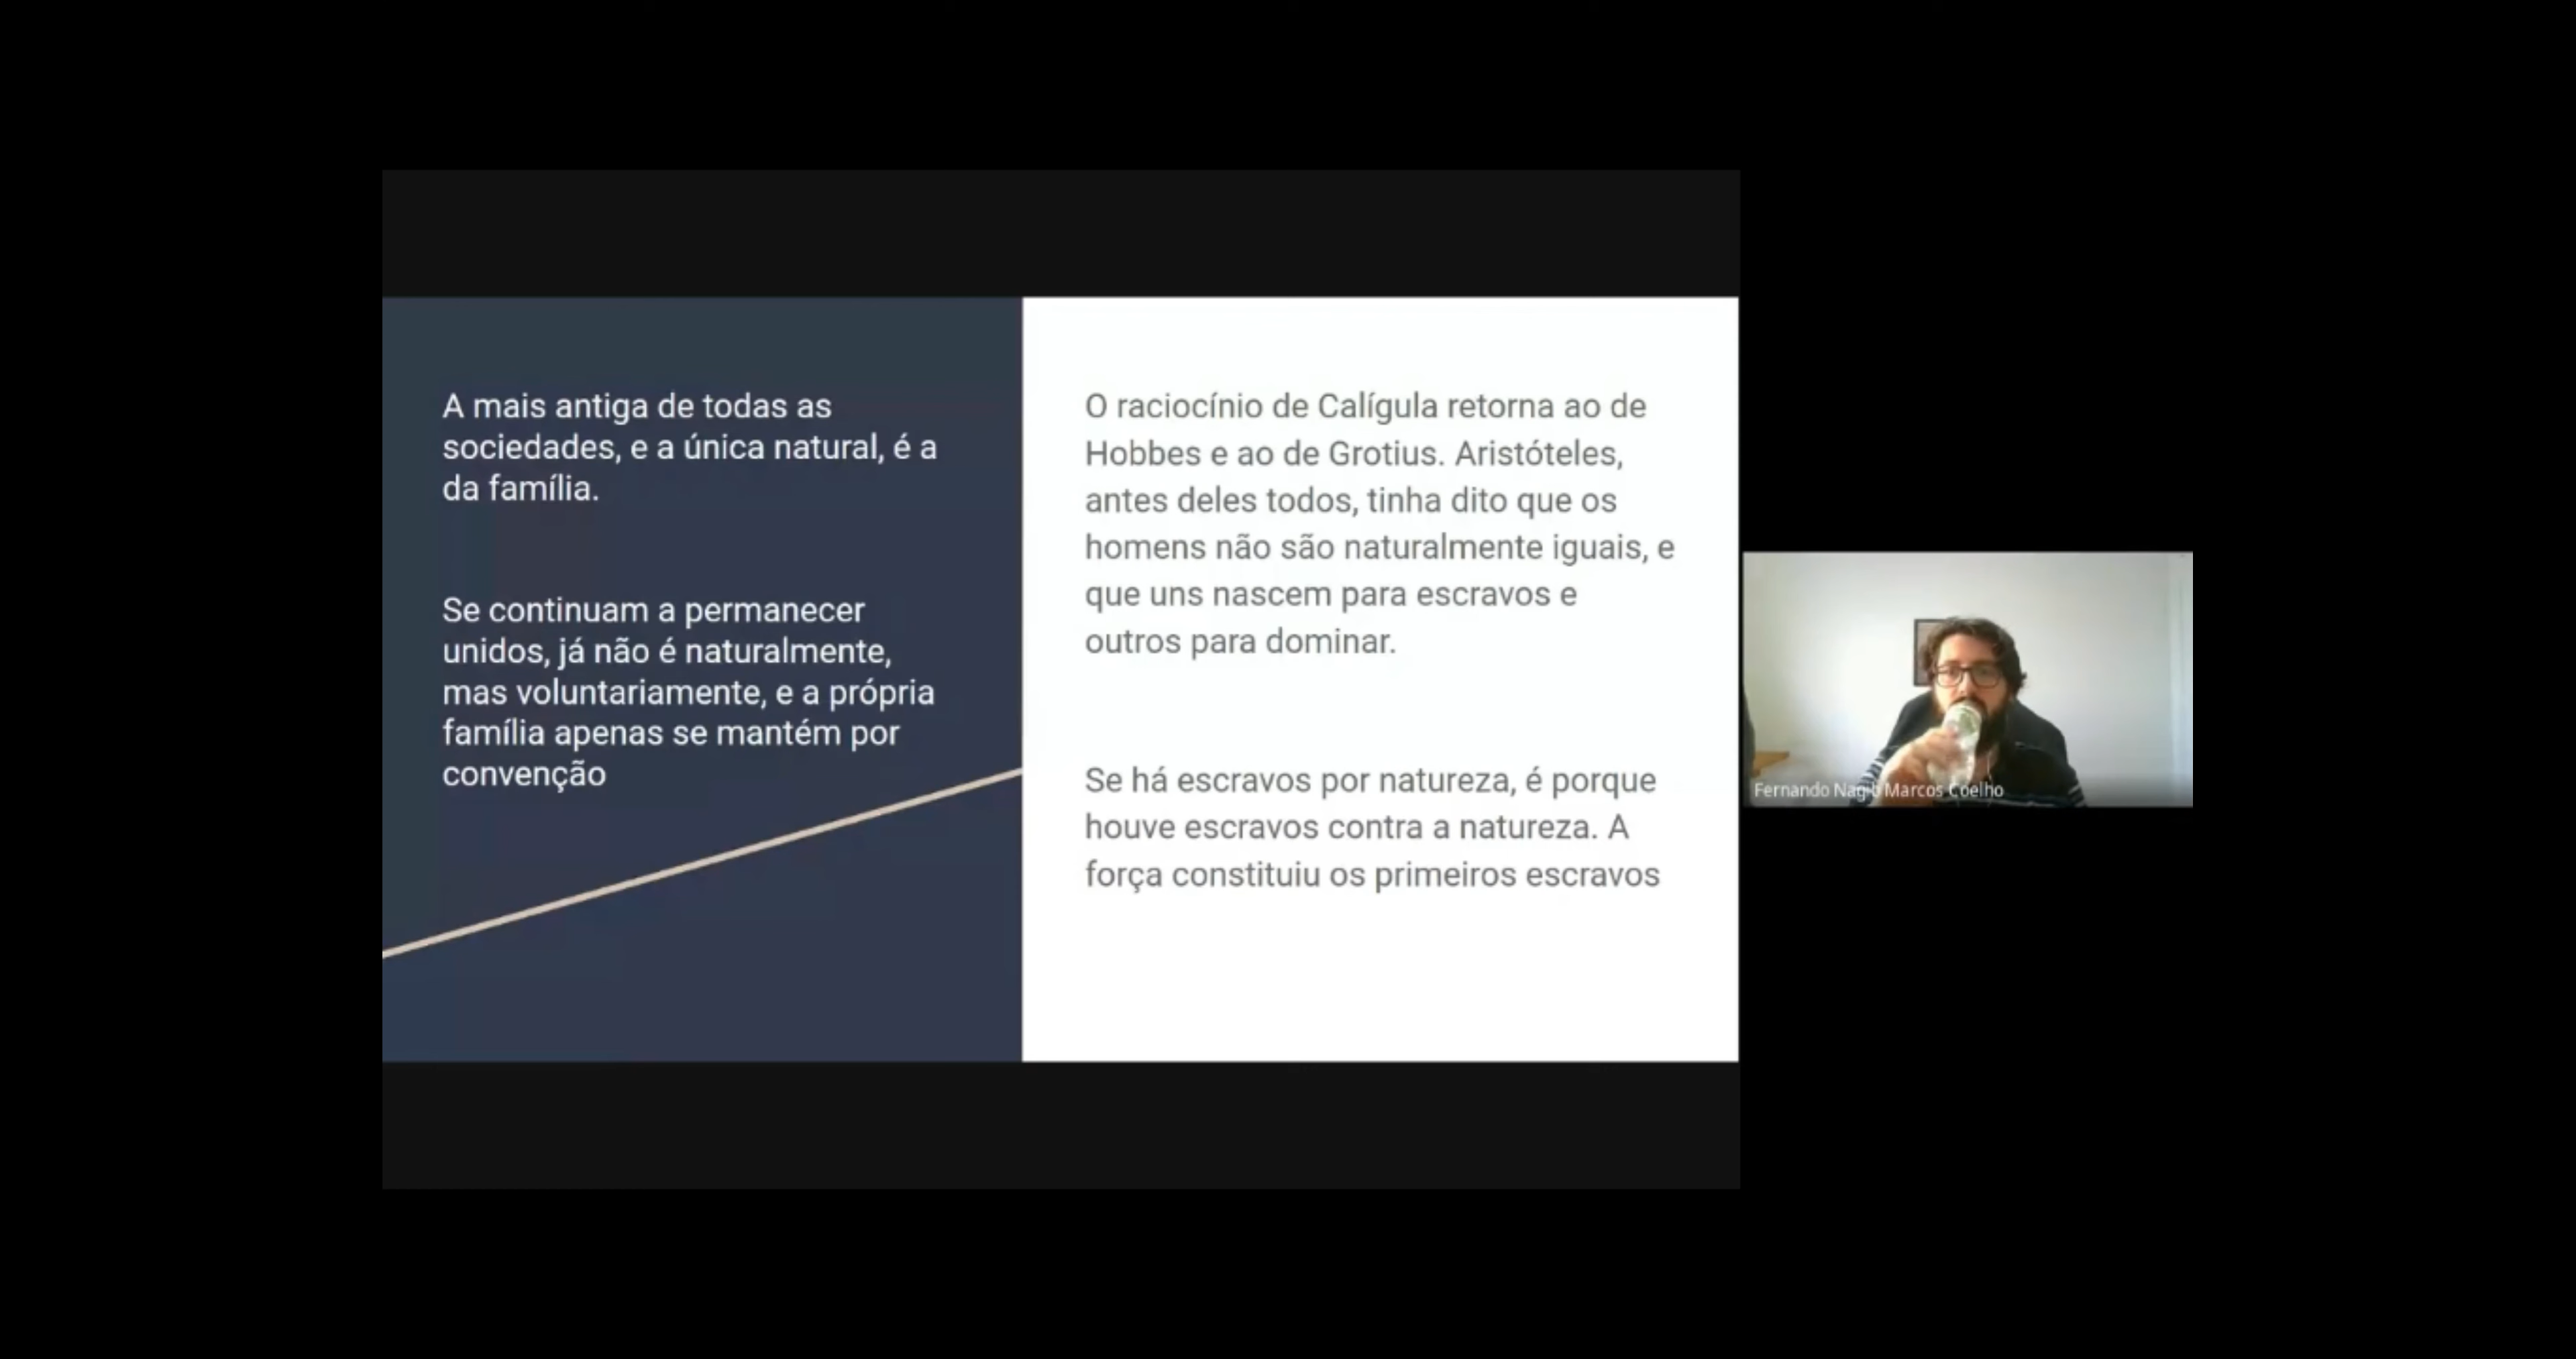 A mais antiga de todas as
sociedades, e a única natural, é a
da família.
Se continuam a permanecer
unidos, já não é naturalmente,
mas voluntariamente, e a própria
família apenas se mantém por
convenção
O raciocínio de Calígula retorna ao de
Hobbes e ao de Grotius. Aristóteles,
antes deles todos, tinha dito que os
homens não são naturalmente iguais, e
que uns nascem para escravos e
outros para dominar.
Se há escravos por natureza, é porque
houve escravos contra a natureza. A
força constituiu os primeiros escravos
Fernando Nagib Marcos Coelho